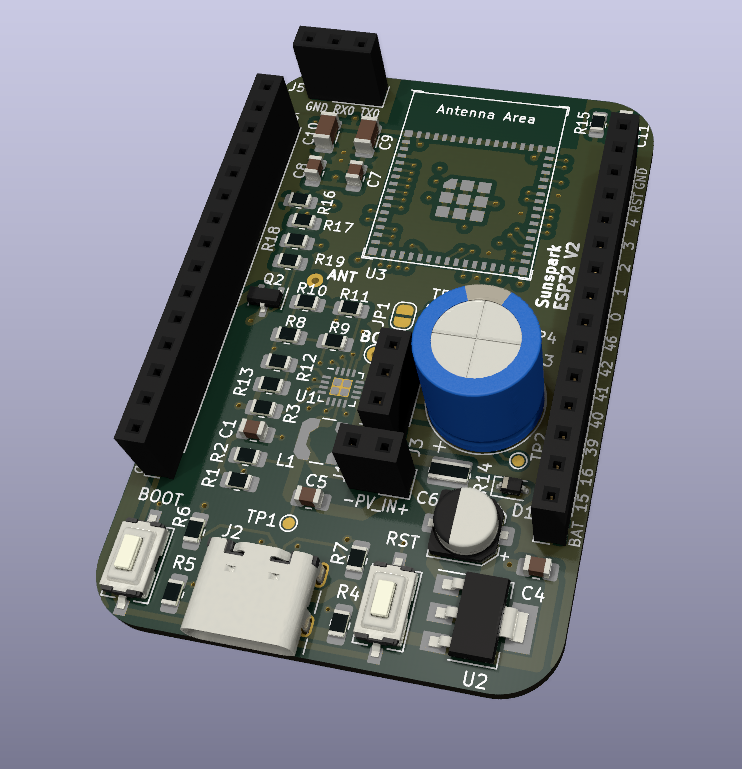 J5
GND RX0 TX0
Antenna Area
R15
C11
C10
C9
C8
C7
R16
R17
R18
R19
ANT U3
Q2
R10
R11
JP1
Sunspark
ESP32 V2
RST GND
4
3
2
1
0
46
42
41
40
39
16
15
BAT
R8
R9
R12
R13
U1
R3
C1
R2
L1
R1
C5
J3 +
-PV_IN+
C6
R14
TP2
D1
BOOT
R6
TP1
J2
RST
R7
R5
R4
+
C4
U2